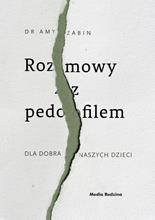 DR AMY ZABIN
Rozmowy
z
pedofilem
DLA DOBRA NASZYCH DZIECI
Media Rodzina